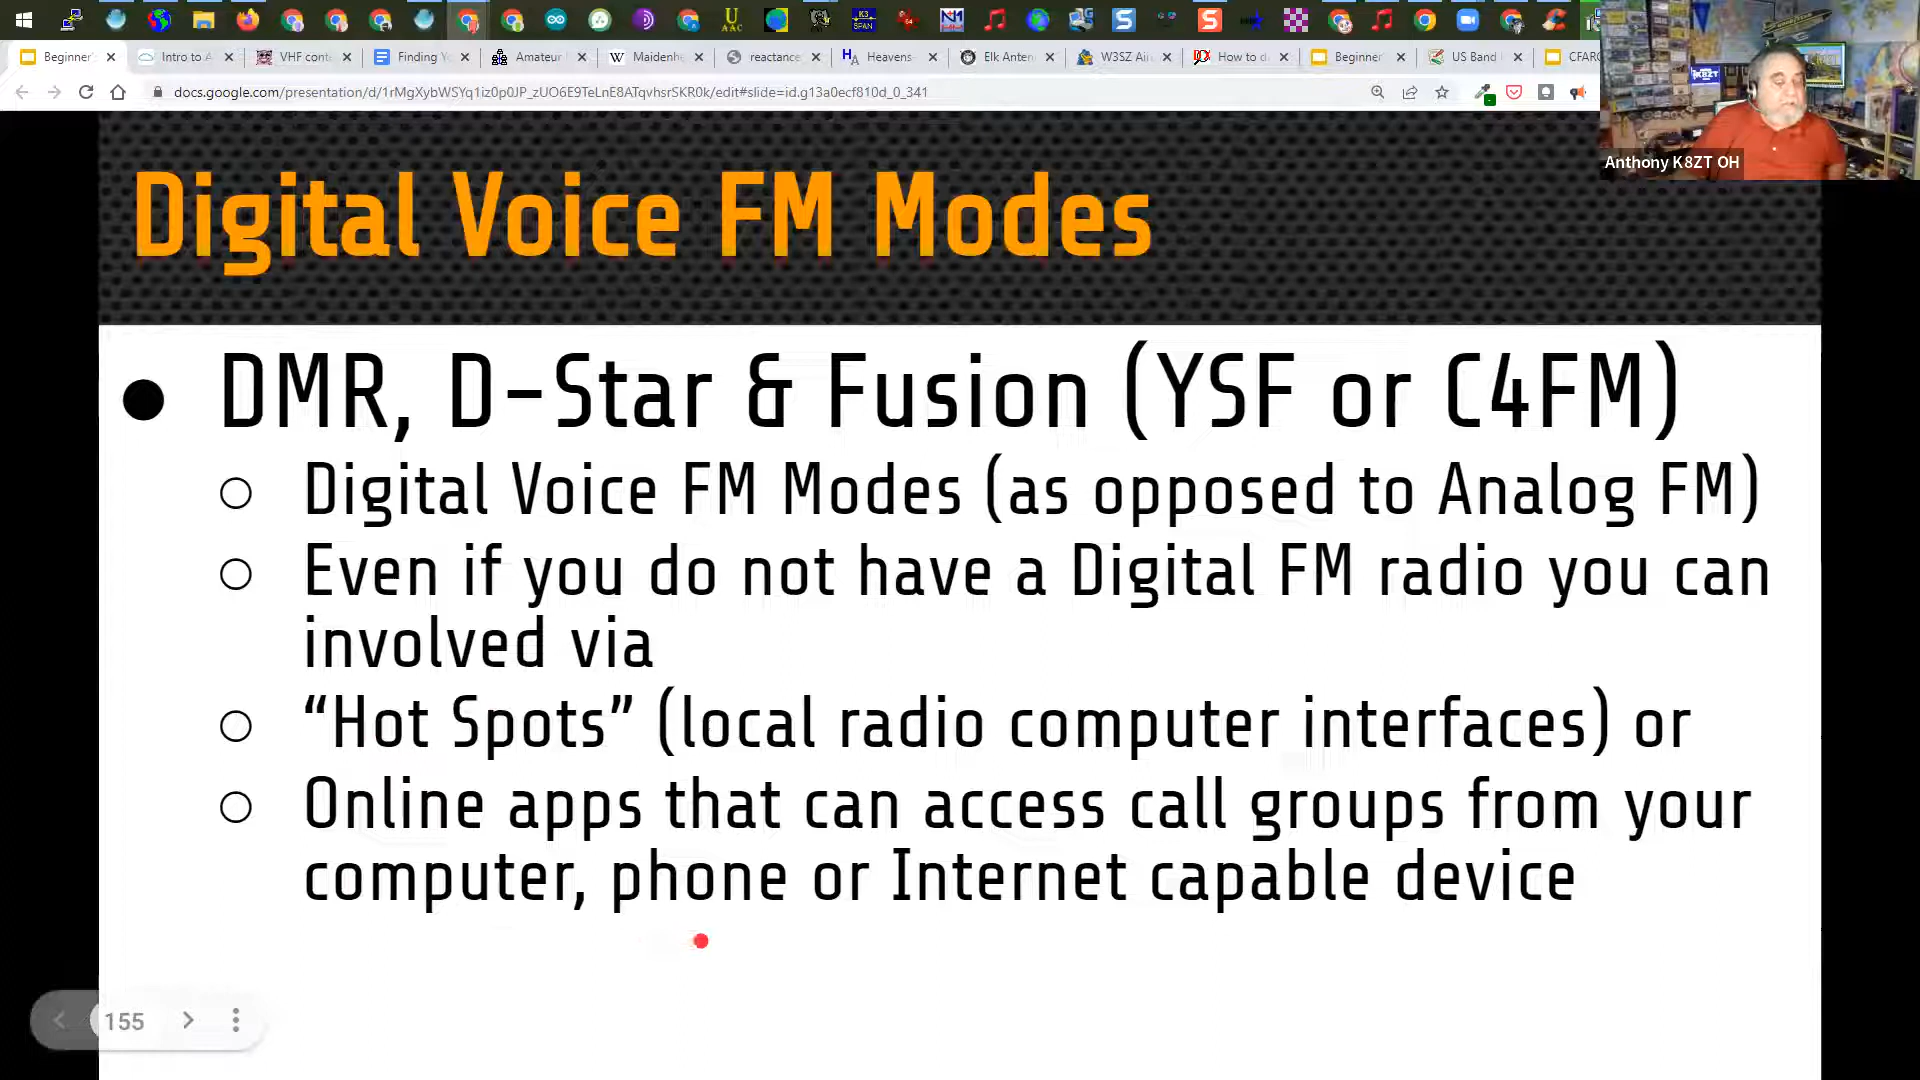 Beginner
Intro to A
VHF cont
Finding Y
Amateur
Maidenh
reactance
Heavens-
Elk Anten
W3SZ Air
How to d
Beginner
US Band
CFARC
docs.google.com/presentation/d/1rMgXybWSYq1iz0p0JP_zUO6E9TeLnE8ATqvhsrSKR0k/edit#slide=id.g13a0ecf810d_0_341
K8ZT
Anthony K8ZT OH
Digital Voice FM Modes
● DMR, D-Star & Fusion (YSF or C4FM)
○ Digital Voice FM Modes (as opposed to Analog FM)
○ Even if you do not have a Digital FM radio you can
involved via
○ “Hot Spots” (local radio computer interfaces) or
○ Online apps that can access call groups from your
computer, phone or Internet capable device
155